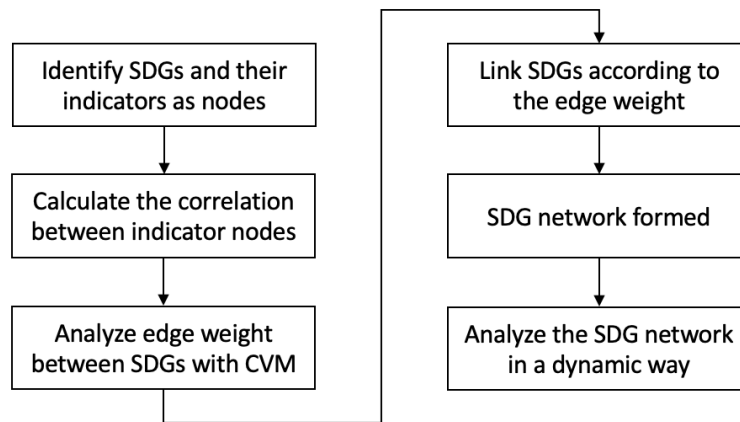 Identify SDGs and their
indicators as nodes
Calculate the correlation
between indicator nodes
Analyze edge weight
between SDGs with CVM
Link SDGs according to
the edge weight
SDG network formed
Analyze the SDG network
in a dynamic way